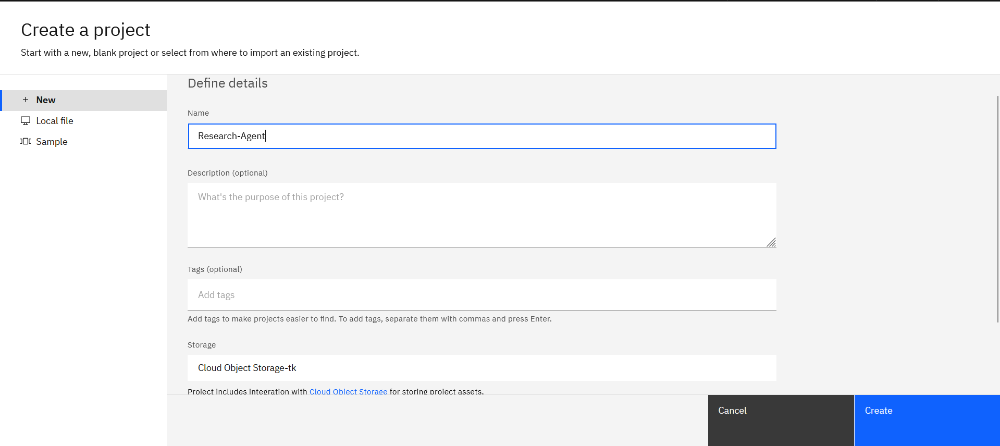 Create a project
Start with a new, blank project or select from where to import an existing project.
New
Local file
Sample
Define details
Name
Research-Agent
Description (optional)
What's the purpose of this project?
Tags (optional)
Add tags
Add tags to make projects easier to find. To add tags, separate them with commas and press Enter.
Storage
Cloud Object Storage-tk
Project includes integration with Cloud Object Storage for storing project assets.
Cancel
Create